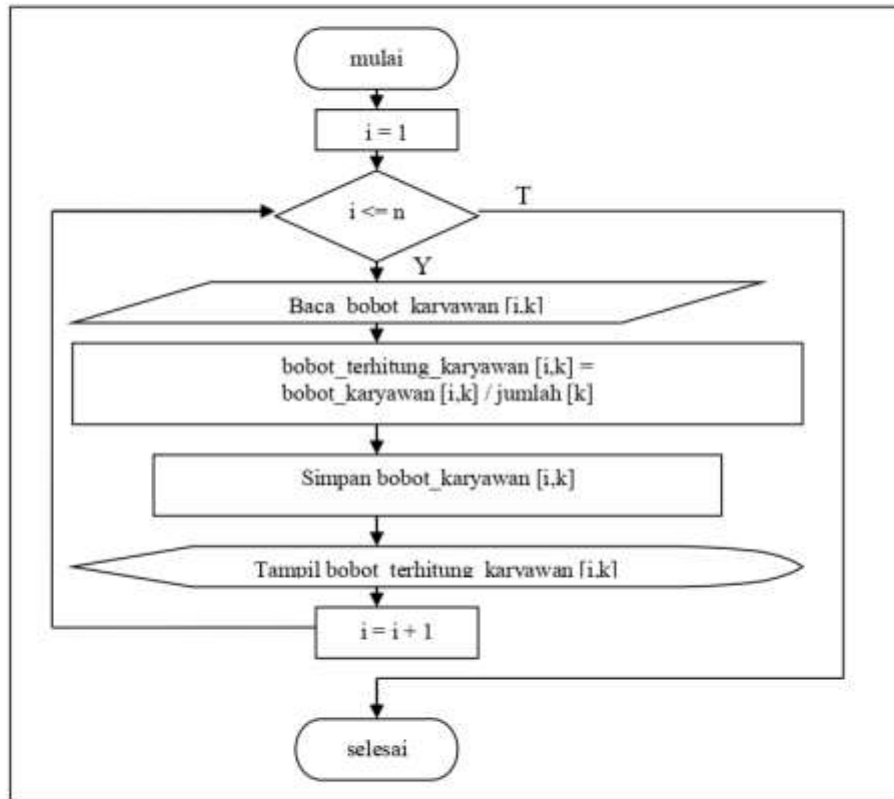 mulai
i = 1
i <= n
T
Y
Baca bobot karyawan [i,k]
bobot_terhitung_karyawan [i,k] =
bobot_karyawan [i,k] / jumlah [k]
Simpan bobot_karyawan [i,k]
Tampil bobot terhitung karyawan [i,k]
i = i + 1
selesai